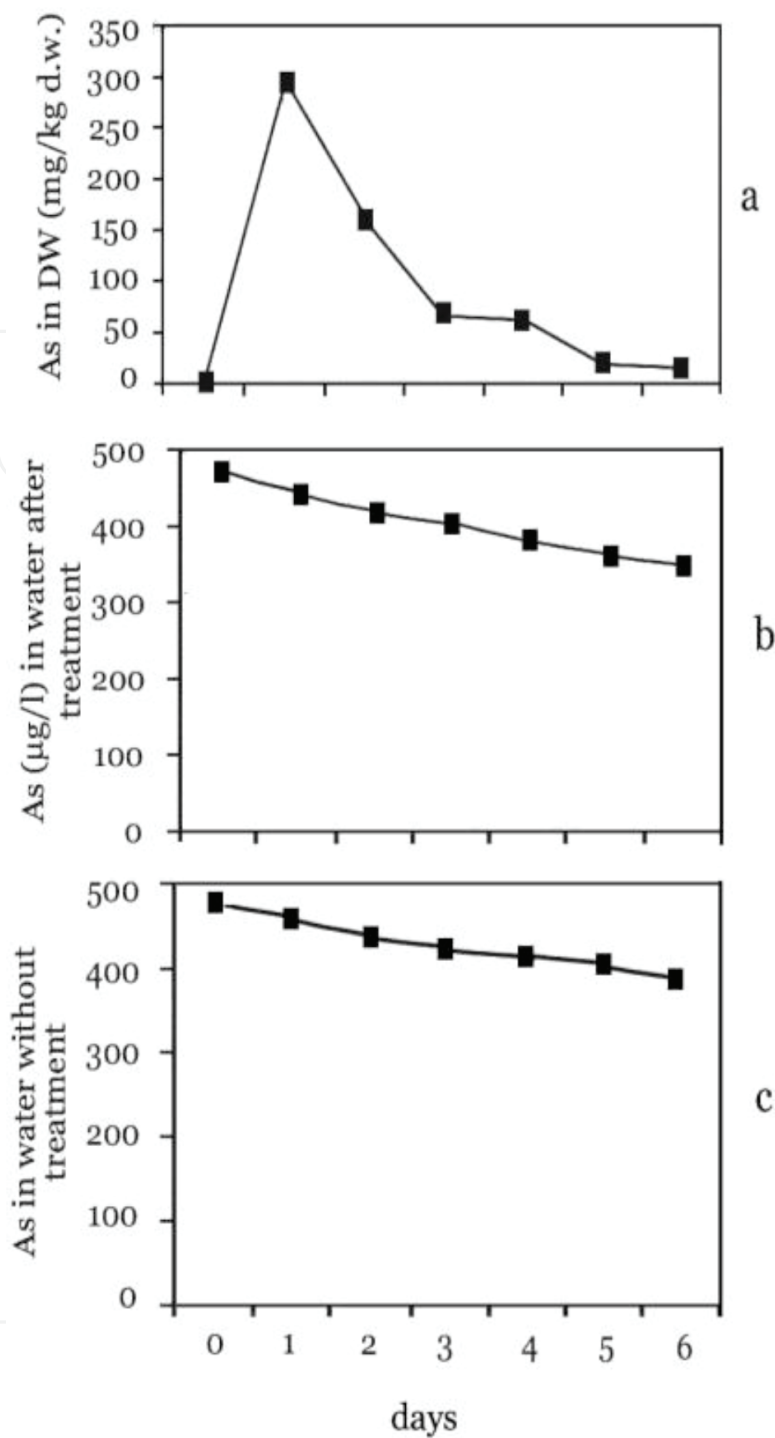 As in DW (mg/kg d.w.)
350
300
250
200
150
100
50
0
a
As (µg/l) in water after
treatment
500
400
300
200
100
0
b
As in water without
treatment
500
400
300
200
100
0
c
0 1 2 3 4 5 6
days